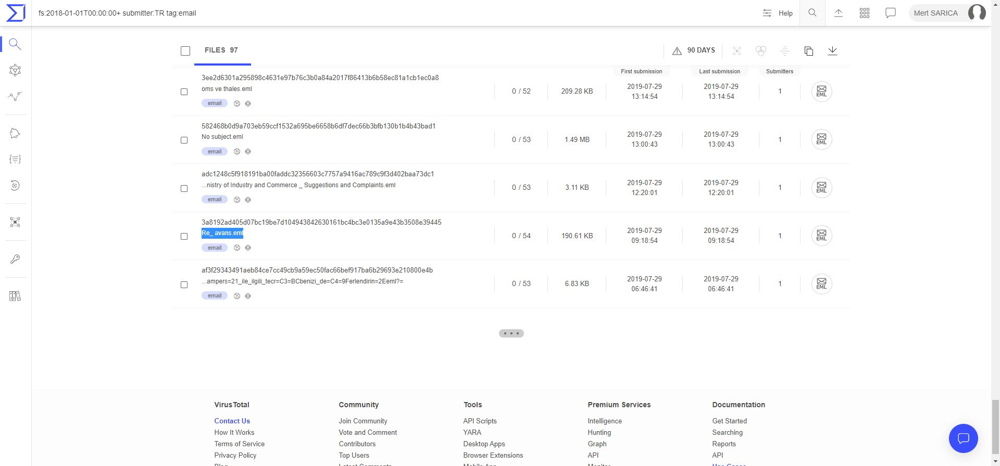 fs:2018-01-01T00:00:00+ submitter:TR tag:email
Help
Mert SARICA
FILES 97
90 DAYS
First submission
Last submission
Submitters
3ee2d6301a295898c4631e97b76c3b0a84a2017f86413b6b58ec81a1cb1ec0a8
oms ve thales.eml
email
0 / 52
209.28 KB
2019-07-29
13:14:54
2019-07-29
13:14:54
1
EML
582468b0d9a703eb59ccf1532a695be6658b6df7dec66b3bfb130b1b4b43bad1
No subject.eml
email
0 / 53
1.49 MB
2019-07-29
13:00:43
2019-07-29
13:00:43
1
EML
adc1248c5f918191ba00faddc32356603c7757a9416ac789c9f3d402baa73dc1
...nistry of Industry and Commerce _ Suggestions and Complaints.eml
email
0 / 53
3.11 KB
2019-07-29
12:20:01
2019-07-29
12:20:01
1
EML
3a8192ad405d07bc19be7d104943842630161bc4bc3e0135a9e43b3508e39445
Re_ avans.eml
email
0 / 54
190.61 KB
2019-07-29
09:18:54
2019-07-29
09:18:54
1
EML
af3f29343491aeb84ce7cc49cb9a59ec50fac66bef917ba6b29693e210800e4b
...ampers=21_ile_ilgili_tecr=C3=BCbenizi_de=C4=9Ferlendirin=2Eeml?=
email
0 / 53
6.83 KB
2019-07-29
06:46:41
2019-07-29
06:46:41
1
EML
VirusTotal
Contact Us
How It Works
Terms of Service
Privacy Policy
Blog
Community
Join Community
Vote and Comment
Contributors
Top Users
Latest Comments
Tools
API Scripts
YARA
Desktop Apps
Browser Extensions
Mobile App
Premium Services
Intelligence
Hunting
Graph
API
Monitor
Documentation
Get Started
Searching
Reports
API
Use Cases